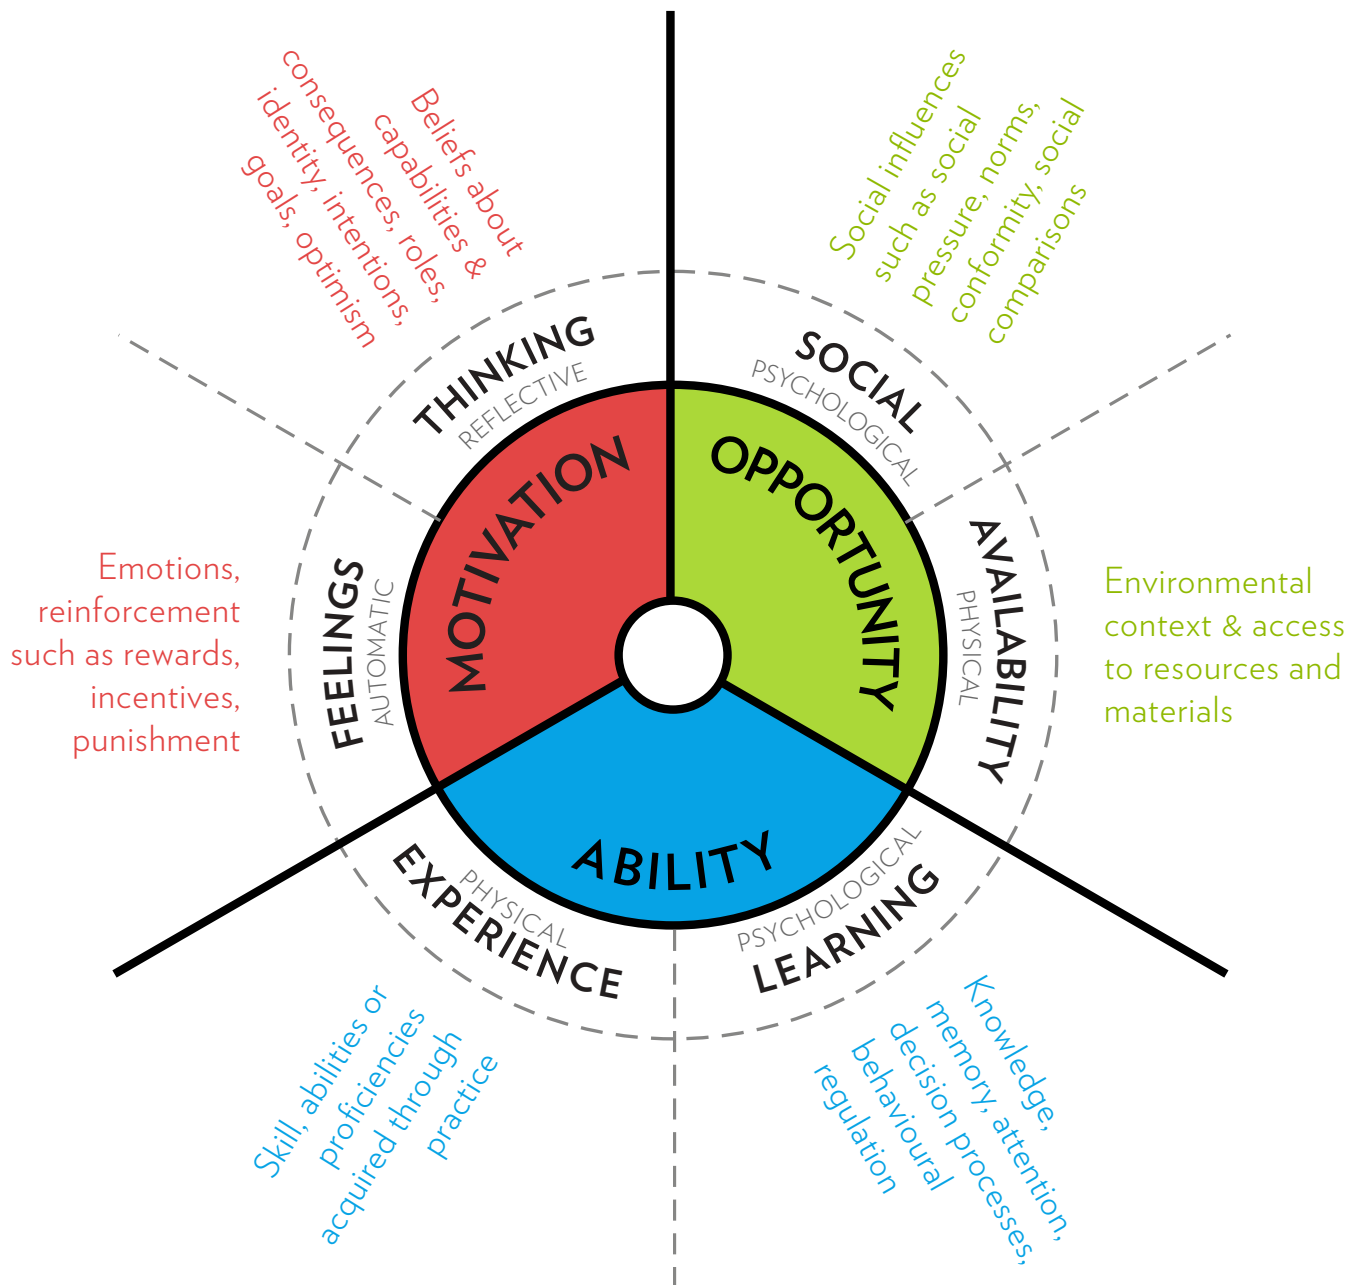 Beliefs about
capabilities &
consequences, roles,
identity, intentions,
goals, optimism
Social influences
such as social
pressure, norms,
conformity, social
comparisons
THINKING
REFLECTIVE
SOCIAL
PSYCHOLOGICAL
MOTIVATION
OPPORTUNITY
FEELINGS
AUTOMATIC
AVAILABILITY
PHYSICAL
Emotions,
reinforcement
such as rewards,
incentives,
punishment
Environmental
context & access
to resources and
materials
ABILITY
PHYSICAL
EXPERIENCE
PSYCHOLOGICAL
LEARNING
Skill, abilities or
proficiencies
acquired through
practice
Knowledge,
memory, attention,
decision processes,
behavioural
regulation